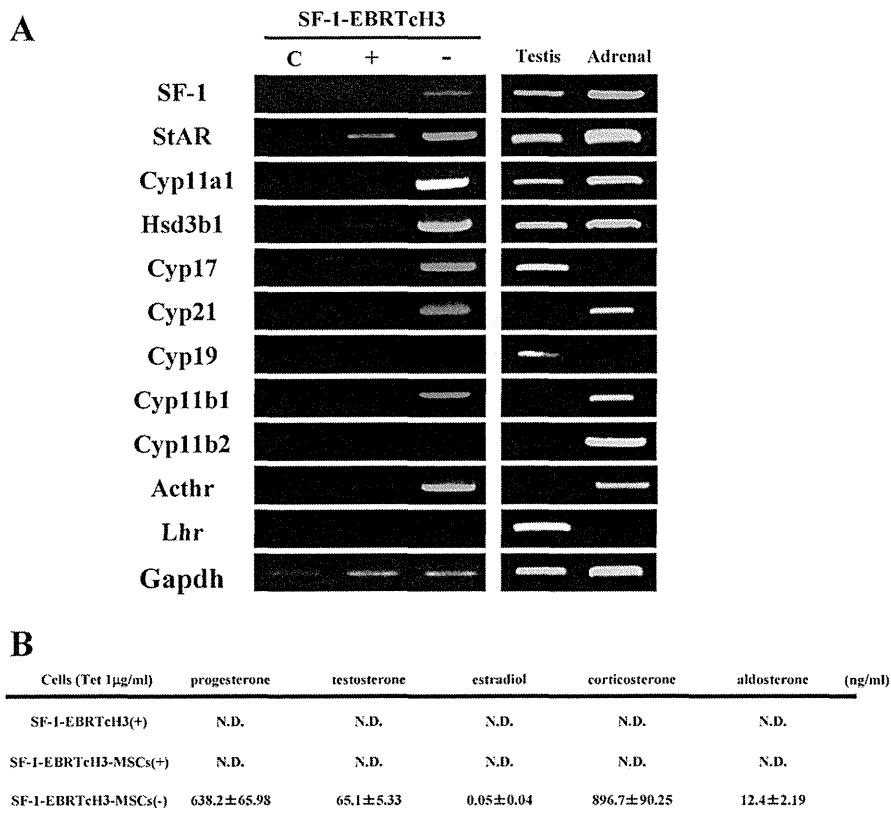 A
SF-1-EBRTcH3
C + - Testis Adrenal
SF-1
StAR
Cyp11a1
Hsd3b1
Cyp17
Cyp21
Cyp19
Cyp11b1
Cyp11b2
Acthr
Lhr
Gapdh
B
Cells (Tet 1μg/ml) progesterone testosterone estradiol corticosterone aldosterone (ng/ml)
SF-1-EBRTcH3(+) N.D. N.D. N.D. N.D. N.D.
SF-1-EBRTcH3-MSCs(+) N.D. N.D. N.D. N.D. N.D.
SF-1-EBRTcH3-MSCs(-) 638.2±65.98 65.1±5.33 0.05±0.04 896.7±90.25 12.4±2.19